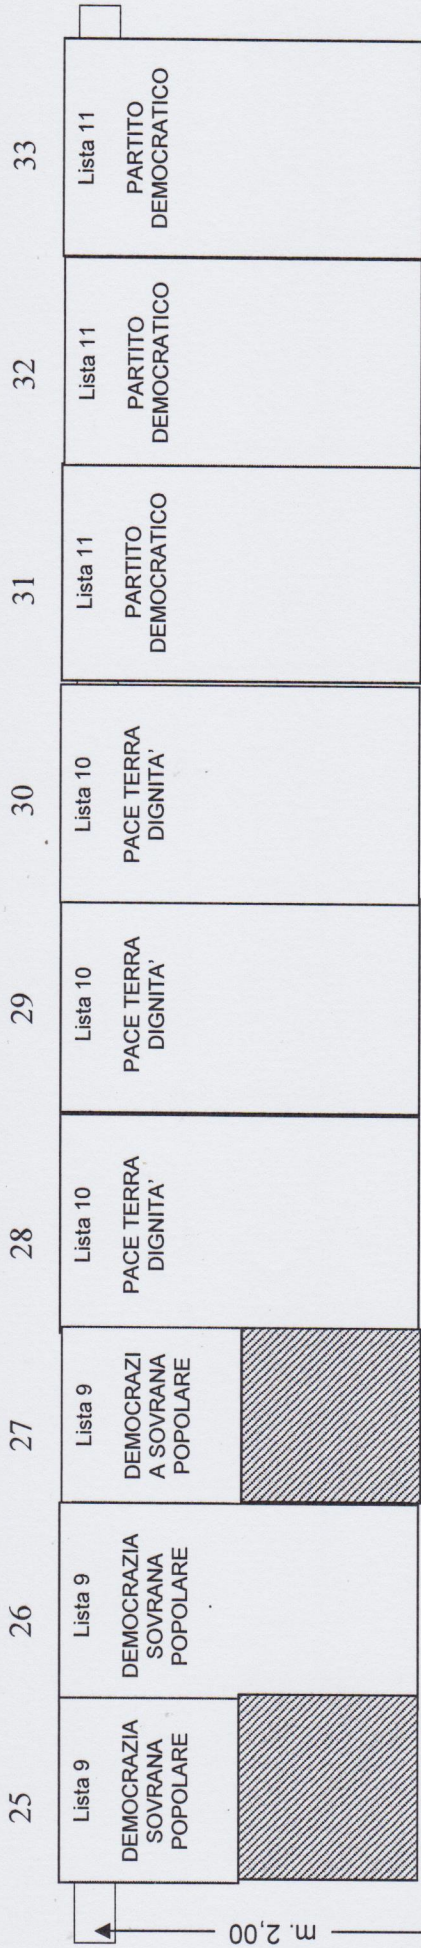 25
26
27
28
29
30
31
32
33
Lista 9
DEMOCRAZIA
SOVRANA
POPOLARE
Lista 9
DEMOCRAZIA
SOVRANA
POPOLARE
Lista 9
DEMOCRAZI
A SOVRANA
POPOLARE
Lista 10
PACE TERRA
DIGNITA'
Lista 10
PACE TERRA
DIGNITA'
Lista 10
PACE TERRA
DIGNITA'
Lista 11
PARTITO
DEMOCRATICO
Lista 11
PARTITO
DEMOCRATICO
Lista 11
PARTITO
DEMOCRATICO
m. 2,00